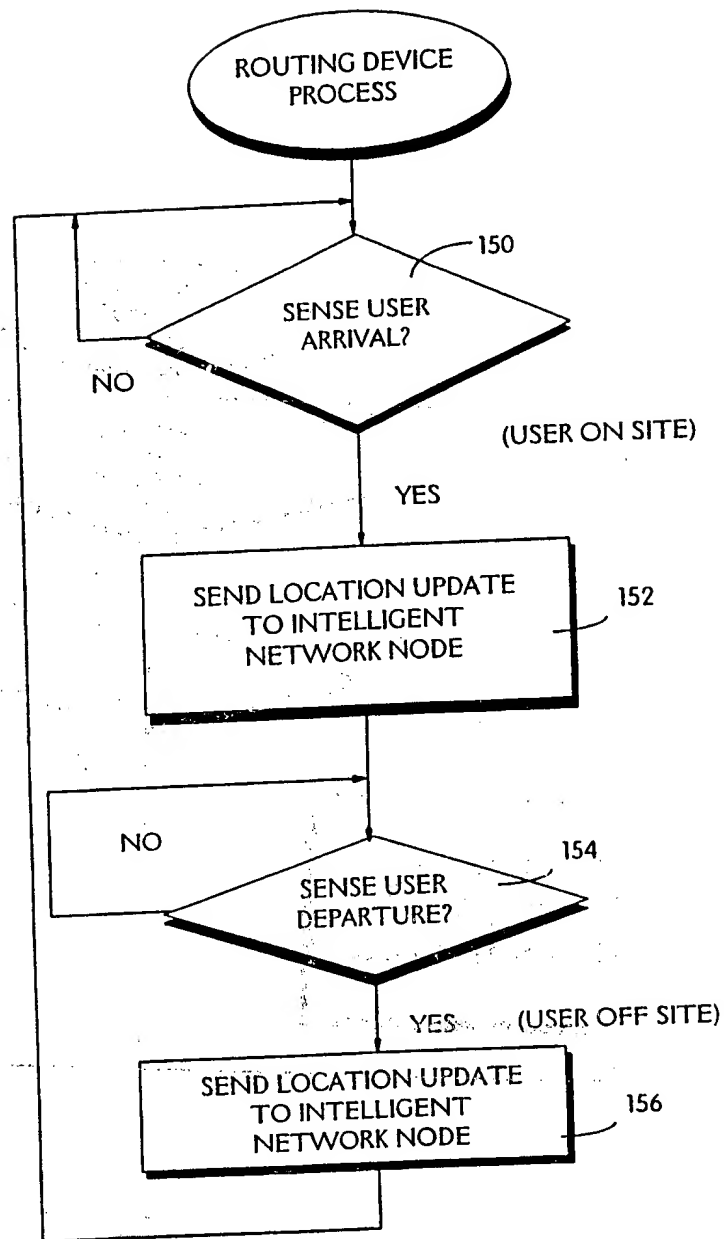 ROUTING DEVICE
PROCESS
150
SENSE USER
ARRIVAL?
NO
(USER ON SITE)
YES
SEND LOCATION UPDATE
TO INTELLIGENT
NETWORK NODE
152
NO
154
SENSE USER
DEPARTURE?
YES
(USER OFF SITE)
SEND LOCATION UPDATE
TO INTELLIGENT
NETWORK NODE
156